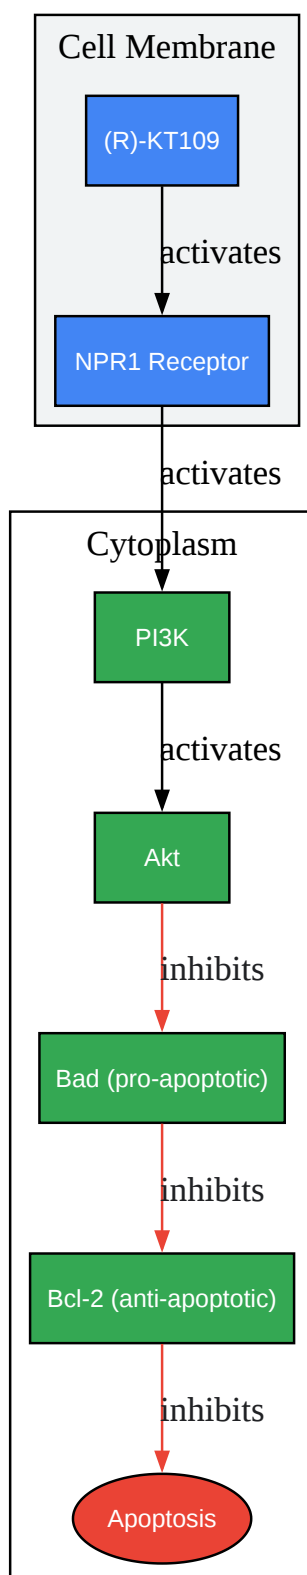 Cell Membrane
(R)-KT109
activates
NPR1 Receptor
activates
Cytoplasm
PI3K
activates
Akt
inhibits
Bad (pro-apoptotic)
inhibits
Bcl-2 (anti-apoptotic)
inhibits
Apoptosis